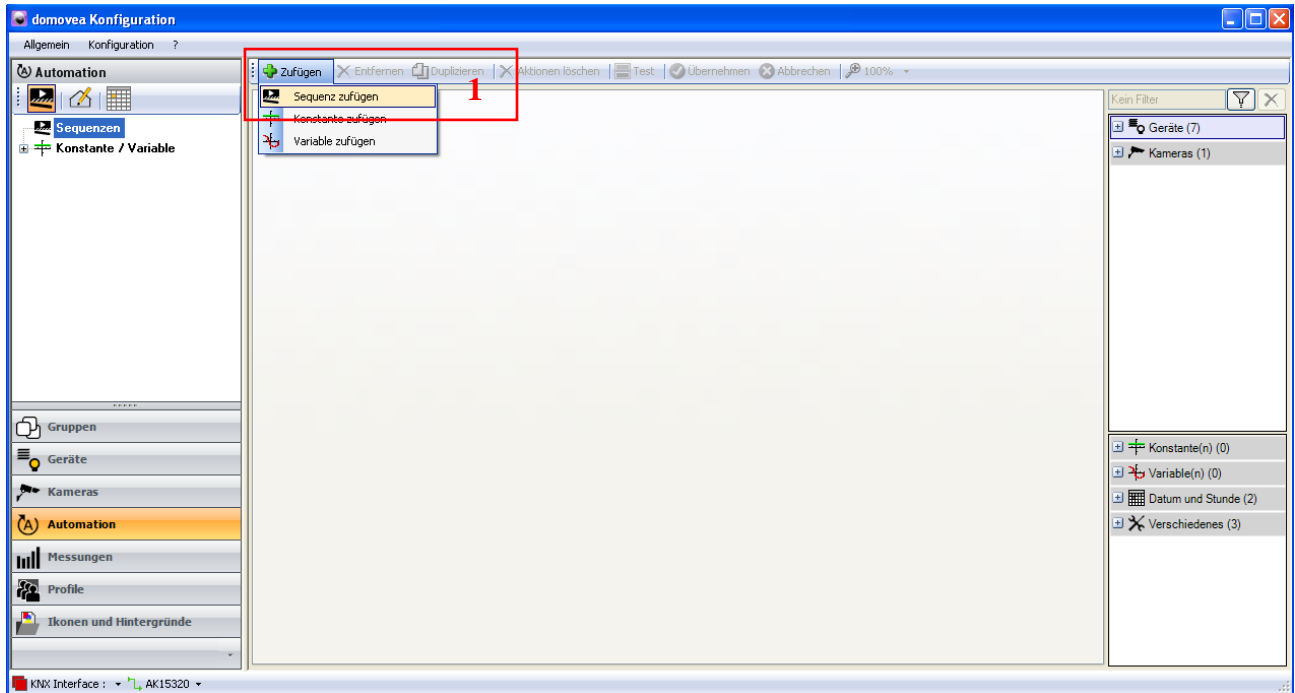 domovea Konfiguration
Allgemein Konfiguration ?
Automation
Zufügen Entfernen Duplizieren Aktionen löschen Test Übernehmen Abbrechen 100%
1
Sequenz zufügen
Konstante zufügen
Variable zufügen
Sequenzen
Konstante / Variable
Kein Filter
Geräte (7)
Kameras (1)
Gruppen
Geräte
Kameras
Automation
Messungen
Profile
Ikonen und Hintergründe
Konstante(n) (0)
Variable(n) (0)
Datum und Stunde (2)
Verschiedenes (3)
KNX Interface : AK15320